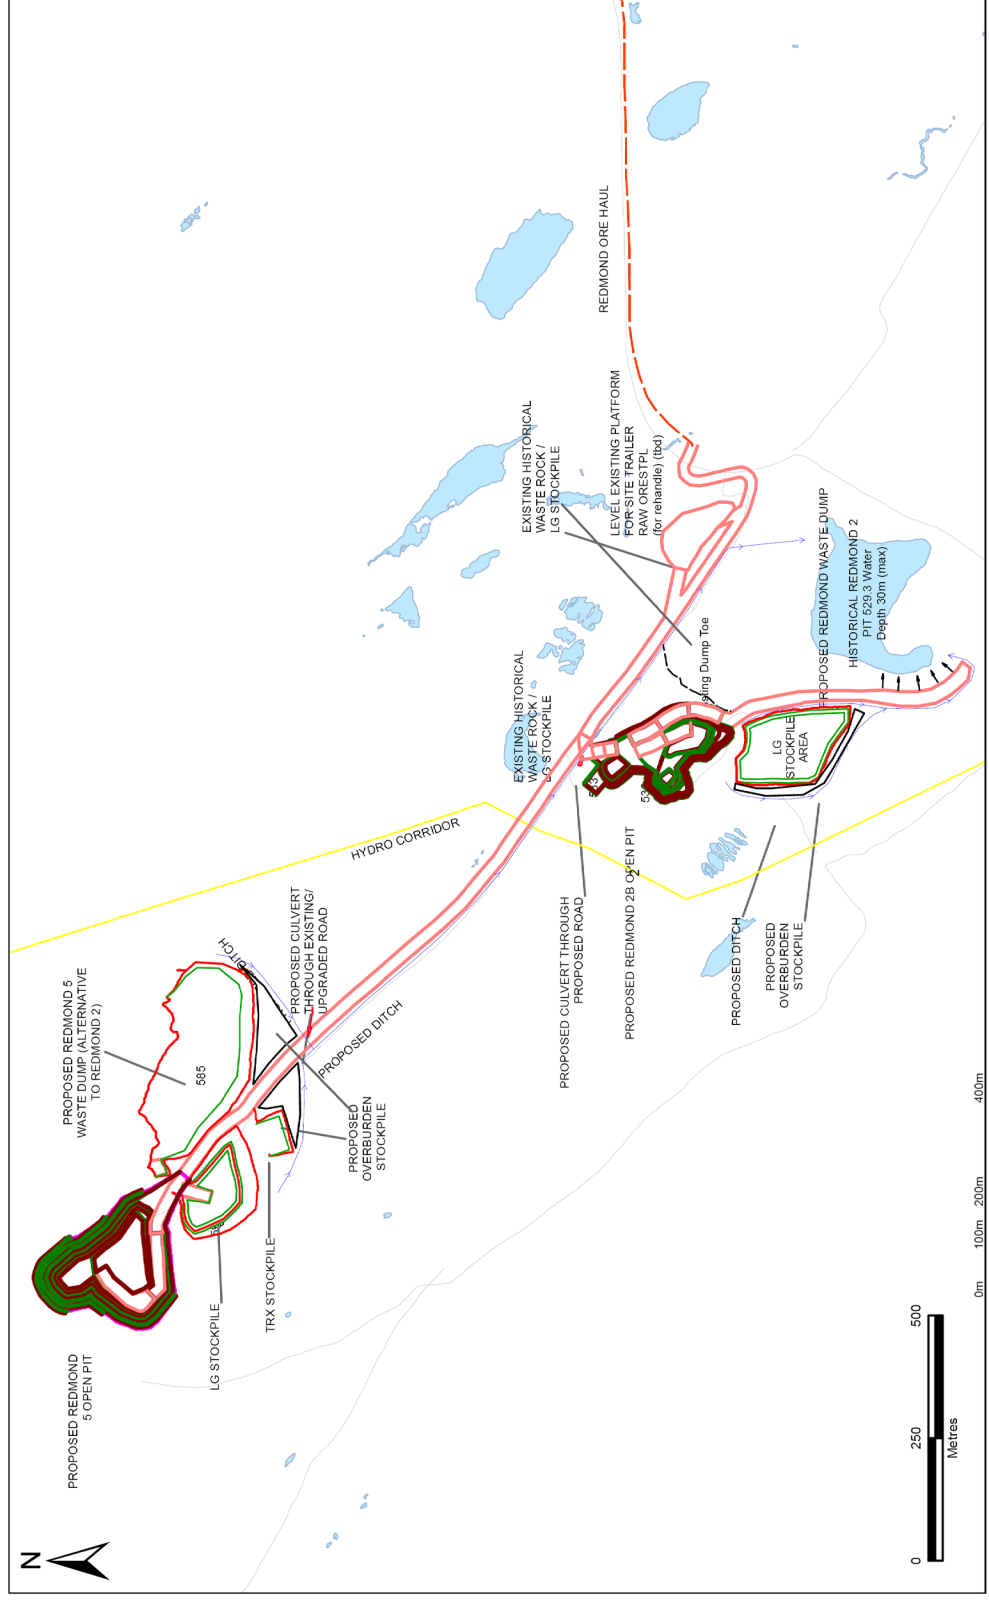 N
PROPOSED REDMOND
5 OPEN PIT
PROPOSED REDMOND 5
WASTE DUMP (ALTERNATIVE
TO REDMOND 2)
585
LG STOCKPILE
TRX STOCKPILE
DITCH
PROPOSED CULVERT
THROUGH EXISTING/
UPGRADED ROAD
PROPOSED DITCH
PROPOSED
OVERBURDEN
STOCKPILE
HYDRO CORRIDOR
EXISTING HISTORICAL
WASTE ROCK /
LG STOCKPILE
EXISTING HISTORICAL
WASTE ROCK /
LG STOCKPILE
REDMOND ORE HAUL
LEVEL EXISTING PLATFORM
FOR SITE TRAILER
RAW ORESTPL
(for rehandle) (tbd)
PROPOSED CULVERT THROUGH
PROPOSED ROAD
PROPOSED REDMOND 2B OPEN PIT
2
Dump Toe
PROPOSED DITCH
PROPOSED
OVERBURDEN
STOCKPILE
LG
STOCKPILE
AREA
PROPOSED REDMOND WASTE DUMP
HISTORICAL REDMOND 2
PIT 529.3 Water
Depth 30m (max)
0m
100m
200m
400m
0
250
500
Metres